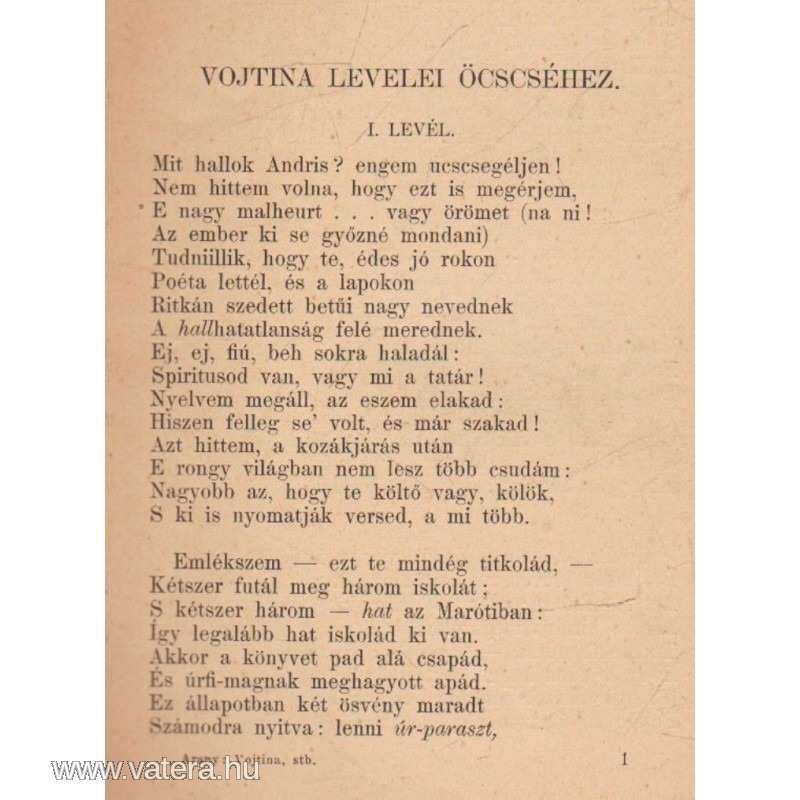 VOJTINA LEVELEI ÖCSCSÉHEZ.
I. LEVÉL.
Mit hallok Andris? engem ucscsegéljen!
Nem hittem volna, hogy ezt is megérjem,
E nagy malheurt . . . vagy örömet (na ni!
Az ember ki se győzné mondani)
Tudniillik, hogy te, édes jó rokon
Poéta lettél, és a lapokon
Ritkán szedett betűi nagy nevednek
A hallhatatlanság felé merednek.
Ej, ej, fiú, beh sokra haladál:
Spiritusod van, vagy mi a tatár!
Nyelvem megáll, az eszem elakad:
Hiszen felleg se' volt, és már szakad!
Azt hittem, a kozákjárás után
E rongy világban nem lesz több csudám:
Nagyobb az, hogy te költő vagy, kölök,
S ki is nyomatják versed, a mi több.
Emlékszem — ezt te mindég titkolád, —
Kétszer futál meg három iskolát;
S kétszer három — hat az Marótiban:
Így legalább hat iskolád ki van.
Akkor a könyvet pad alá csapád,
És úrfi-magnak meghagyott apád.
Ez állapotban két ösvény maradt
Számodra nyitva: lenni úr-paraszt,
Arany: Vojtina, stb. 1
www.vatera.hu